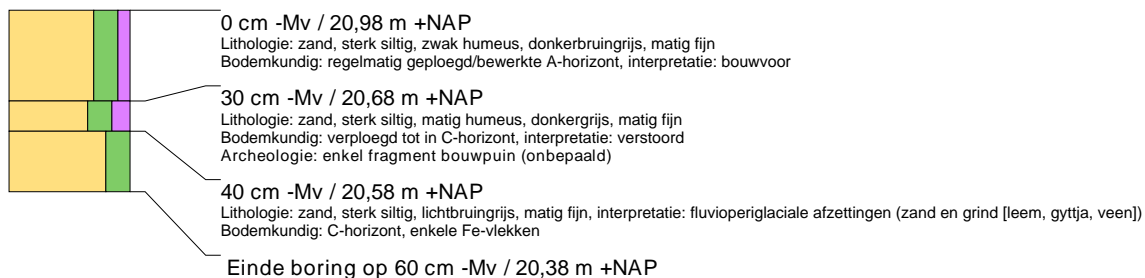 0 cm -Mv / 20,98 m +NAP
Lithologie: zand, sterk siltig, zwak humeus, donkerbruingrijs, matig fijn
Bodemkundig: regelmatig geploegd/bewerkte A-horizont, interpretatie: bouwvoor
30 cm -Mv / 20,68 m +NAP
Lithologie: zand, sterk siltig, matig humeus, donkergrijs, matig fijn
Bodemkundig: verploegd tot in C-horizont, interpretatie: verstoord
Archeologie: enkel fragment bouwpuin (onbepaald)
40 cm -Mv / 20,58 m +NAP
Lithologie: zand, sterk siltig, lichtbruingrijs, matig fijn, interpretatie: fluvioperiglaciale afzettingen (zand en grind [leem, gyttja, veen])
Bodemkundig: C-horizont, enkele Fe-vlekken
Einde boring op 60 cm -Mv / 20,38 m +NAP